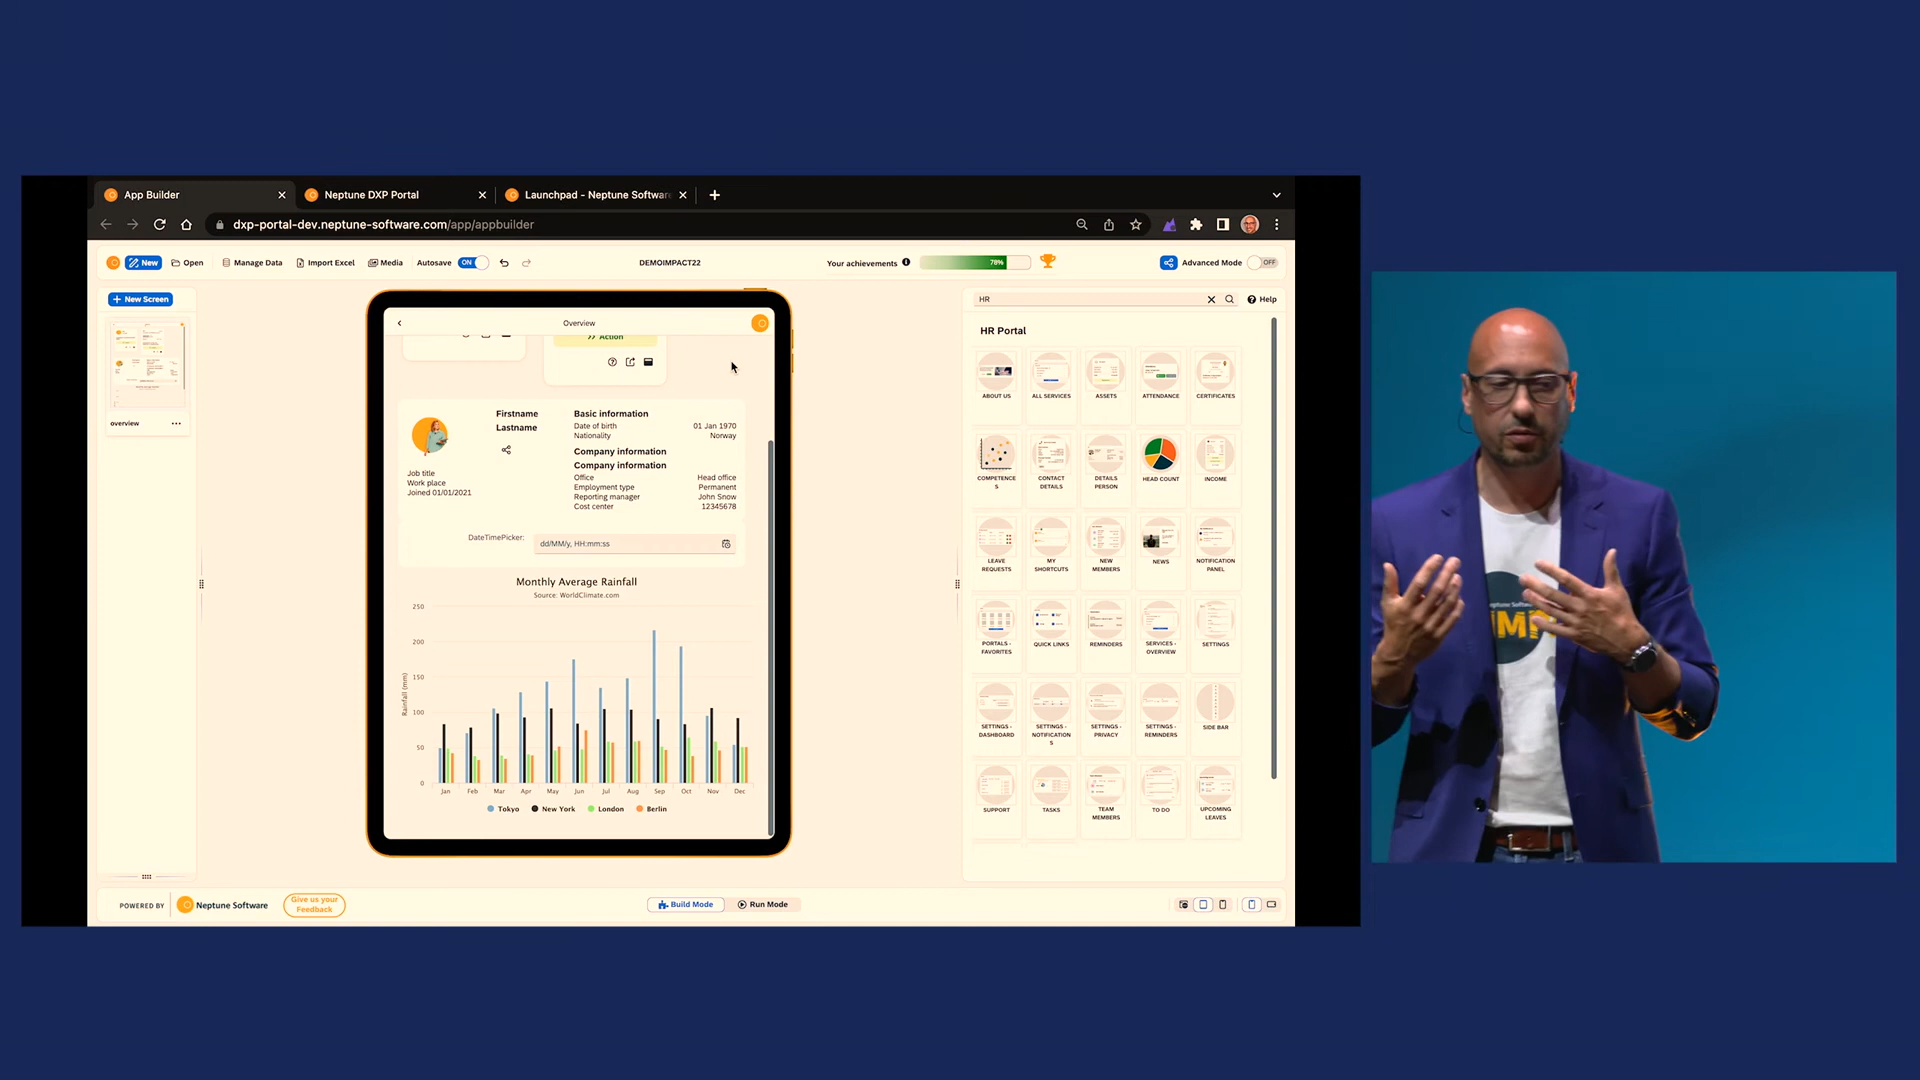 App Builder
Neptune DXP Portal
Launchpad - Neptune Software
dxp-portal-dev.neptune-software.com/app/appbuilder
New
Open
Manage Data
Import Excel
Media
Autosave
ON
DEMOIMPACT22
Your achievements
78%
Advanced Mode
OFF
New Screen
overview
Overview
Action
Firstname
Lastname
Job title
Work place
Joined 01/01/2021
Basic information
Date of birth 01 Jan 1970
Nationality Norway
Company information
Company information
Office Head office
Employment type Permanent
Reporting manager John Snow
Cost center 12345678
DateTimePicker:
dd/MM/y, HH:mm:ss
Monthly Average Rainfall
Source: WorldClimate.com
Rainfall (mm)
250
200
150
100
50
0
Jan Feb Mar Apr May Jun Jul Aug Sep Oct Nov Dec
Tokyo New York London Berlin
HR
Help
HR Portal
ABOUT US
ALL SERVICES
ASSETS
ATTENDANCE
CERTIFICATES
COMPETENCE
S
CONTACT
DETAILS
DETAILS
PERSON
HEAD COUNT
INCOME
LEAVE
REQUESTS
MY
SHORTCUTS
NEW
MEMBERS
NEWS
NOTIFICATION
PANEL
PORTALS -
FAVORITES
QUICK LINKS
REMINDERS
SERVICES -
OVERVIEW
SETTINGS
SETTINGS -
DASHBOARD
SETTINGS -
NOTIFICATION
S
SETTINGS -
PRIVACY
SETTINGS -
REMINDERS
SIDE BAR
SUPPORT
TASKS
TEAM
MEMBERS
TO DO
UPCOMING
LEAVES
POWERED BY
Neptune Software
Give us your
Feedback
Build Mode
Run Mode